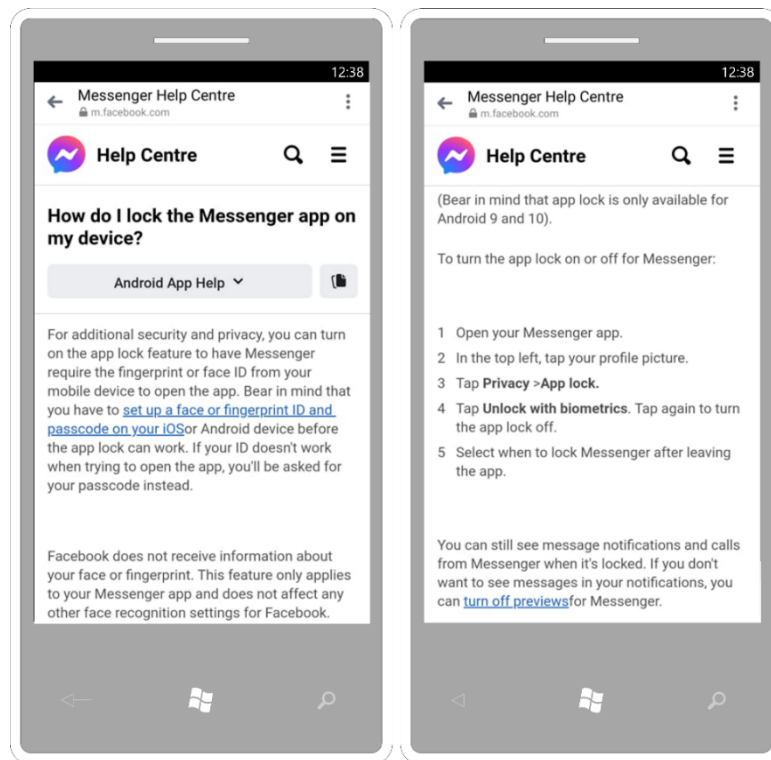 12:38
Messenger Help Centre
m.facebook.com
Help Centre
How do I lock the Messenger app on
my device?
Android App Help
For additional security and privacy, you can turn
on the app lock feature to have Messenger
require the fingerprint or face ID from your
mobile device to open the app. Bear in mind that
you have to set up a face or fingerprint ID and
passcode on your iOSor Android device before
the app lock can work. If your ID doesn't work
when trying to open the app, you'll be asked for
your passcode instead.
Facebook does not receive information about
your face or fingerprint. This feature only applies
to your Messenger app and does not affect any
other face recognition settings for Facebook.
12:38
Messenger Help Centre
m.facebook.com
Help Centre
(Bear in mind that app lock is only available for
Android 9 and 10).
To turn the app lock on or off for Messenger:
1 Open your Messenger app.
2 In the top left, tap your profile picture.
3 Tap Privacy >App lock.
4 Tap Unlock with biometrics. Tap again to turn
the app lock off.
5 Select when to lock Messenger after leaving
the app.
You can still see message notifications and calls
from Messenger when it's locked. If you don't
want to see messages in your notifications, you
can turn off previewsfor Messenger.